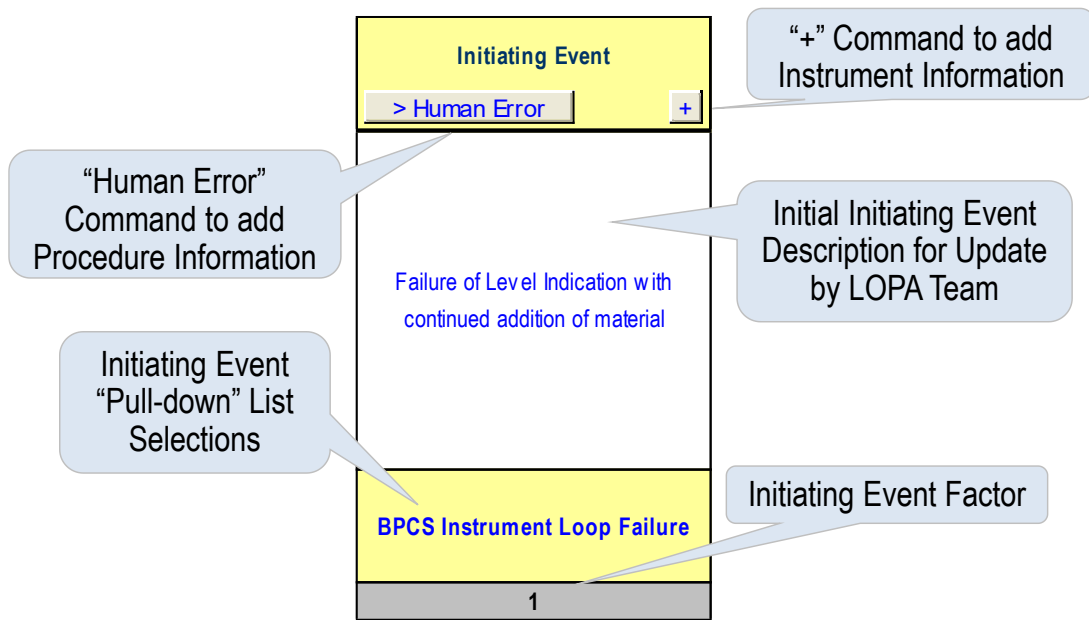 Initiating Event
> Human Error
+
“+” Command to add
Instrument Information
“Human Error”
Command to add
Procedure Information
Failure of Level Indication with
continued addition of material
Initial Initiating Event
Description for Update
by LOPA Team
Initiating Event
“Pull-down” List
Selections
BPCS Instrument Loop Failure
Initiating Event Factor
1